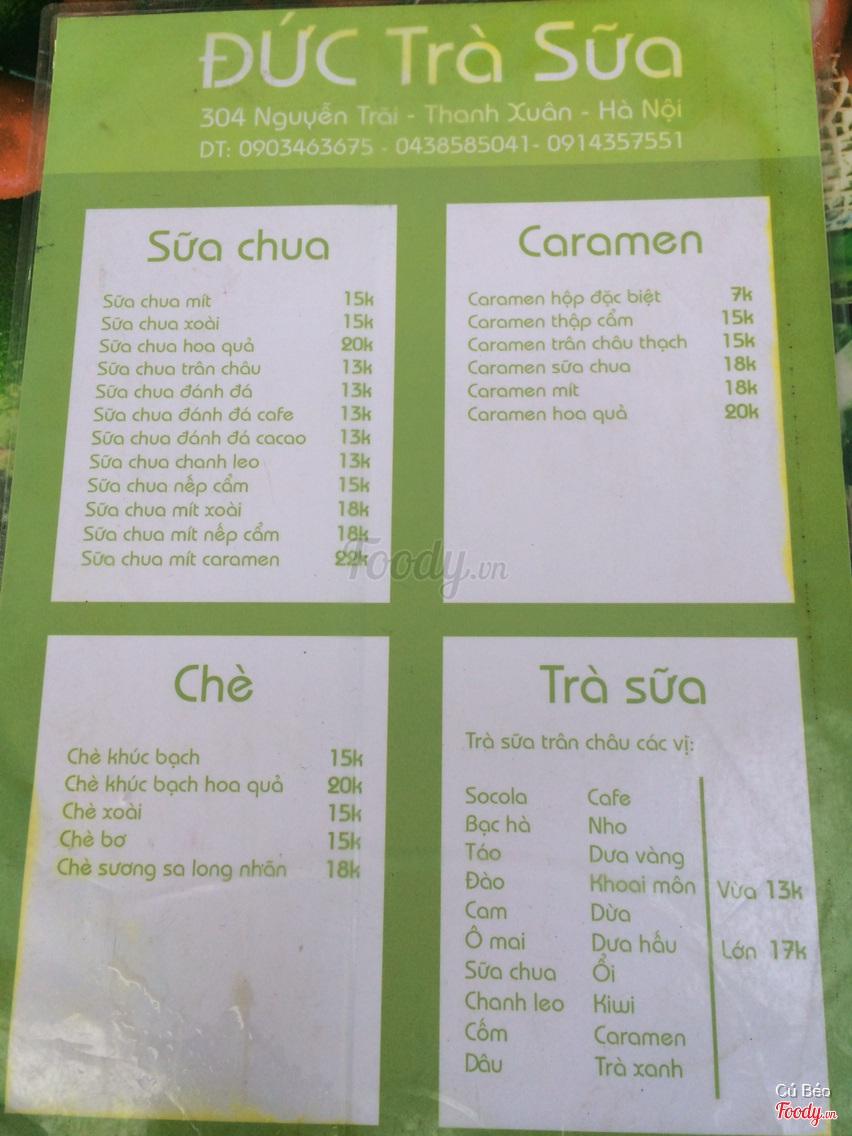 ĐỨC Trà Sữa
304 Nguyễn Trãi - Thanh Xuân - Hà Nội
DT: 0903463675 - 0438585041- 0914357551
Sữa chua
Sữa chua mít 15k
Sữa chua xoài 15k
Sữa chua hoa quả 20k
Sữa chua trân châu 13k
Sữa chua đánh đá 13k
Sữa chua đánh đá cafe 13k
Sữa chua đánh đá cacao 13k
Sữa chua chanh leo 13k
Sữa chua nếp cẩm 15k
Sữa chua mít xoài 18k
Sữa chua mít nếp cẩm 18k
Sữa chua mít caramen 22k
Caramen
Caramen hộp đặc biệt 7k
Caramen thập cẩm 15k
Caramen trân châu thạch 15k
Caramen sữa chua 18k
Caramen mít 18k
Caramen hoa quả 20k
Foody.vn
Chè
Chè khúc bạch 15k
Chè khúc bạch hoa quả 20k
Chè xoài 15k
Chè bơ 15k
Chè sương sa long nhãn 18k
Trà sữa
Trà sữa trân châu các vị:
Socola Cafe
Bạc hà Nho
Táo Dưa vàng
Đào Khoai môn Vừa 13k
Cam Dừa
Ô mai Dưa hấu Lớn 17k
Sữa chua Ổi
Chanh leo Kiwi
Cốm Caramen
Dâu Trà xanh
Cú Béo
Foody.vn